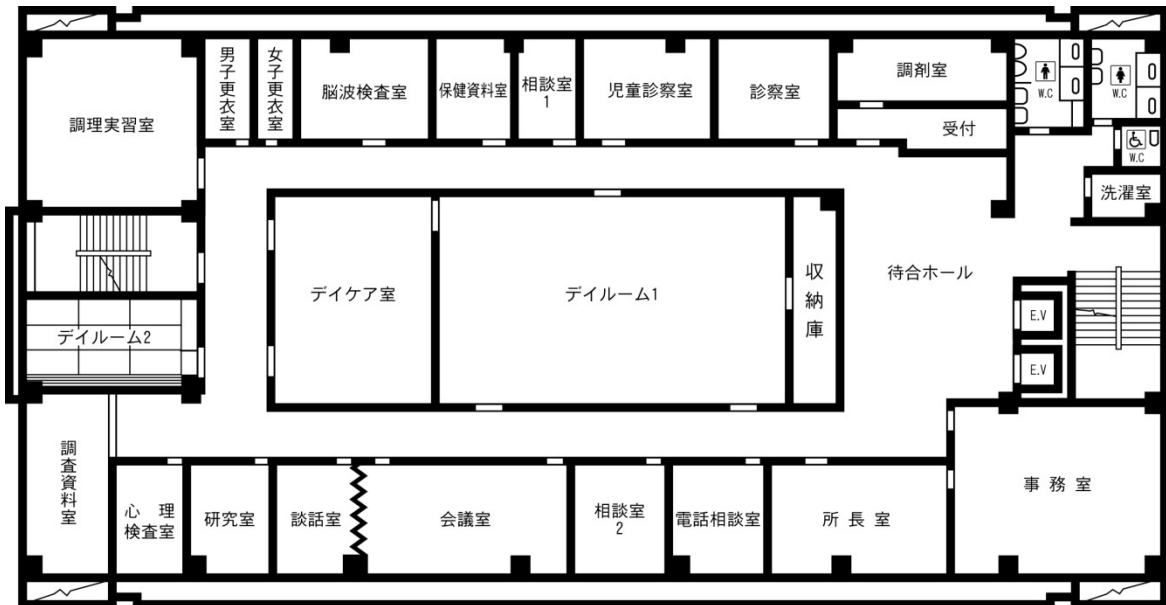 調理実習室
男子更衣室
女子更衣室
脳波検査室
保健資料室
相談室
1
児童診察室
診察室
調剤室
受付
W.C
W.C
W.C
洗濯室
デイケア室
デイルーム1
収納庫
待合ホール
E.V
E.V
デイルーム2
調査資料室
心理
検査室
研究室
談話室
会議室
相談室
2
電話相談室
所長室
事務室